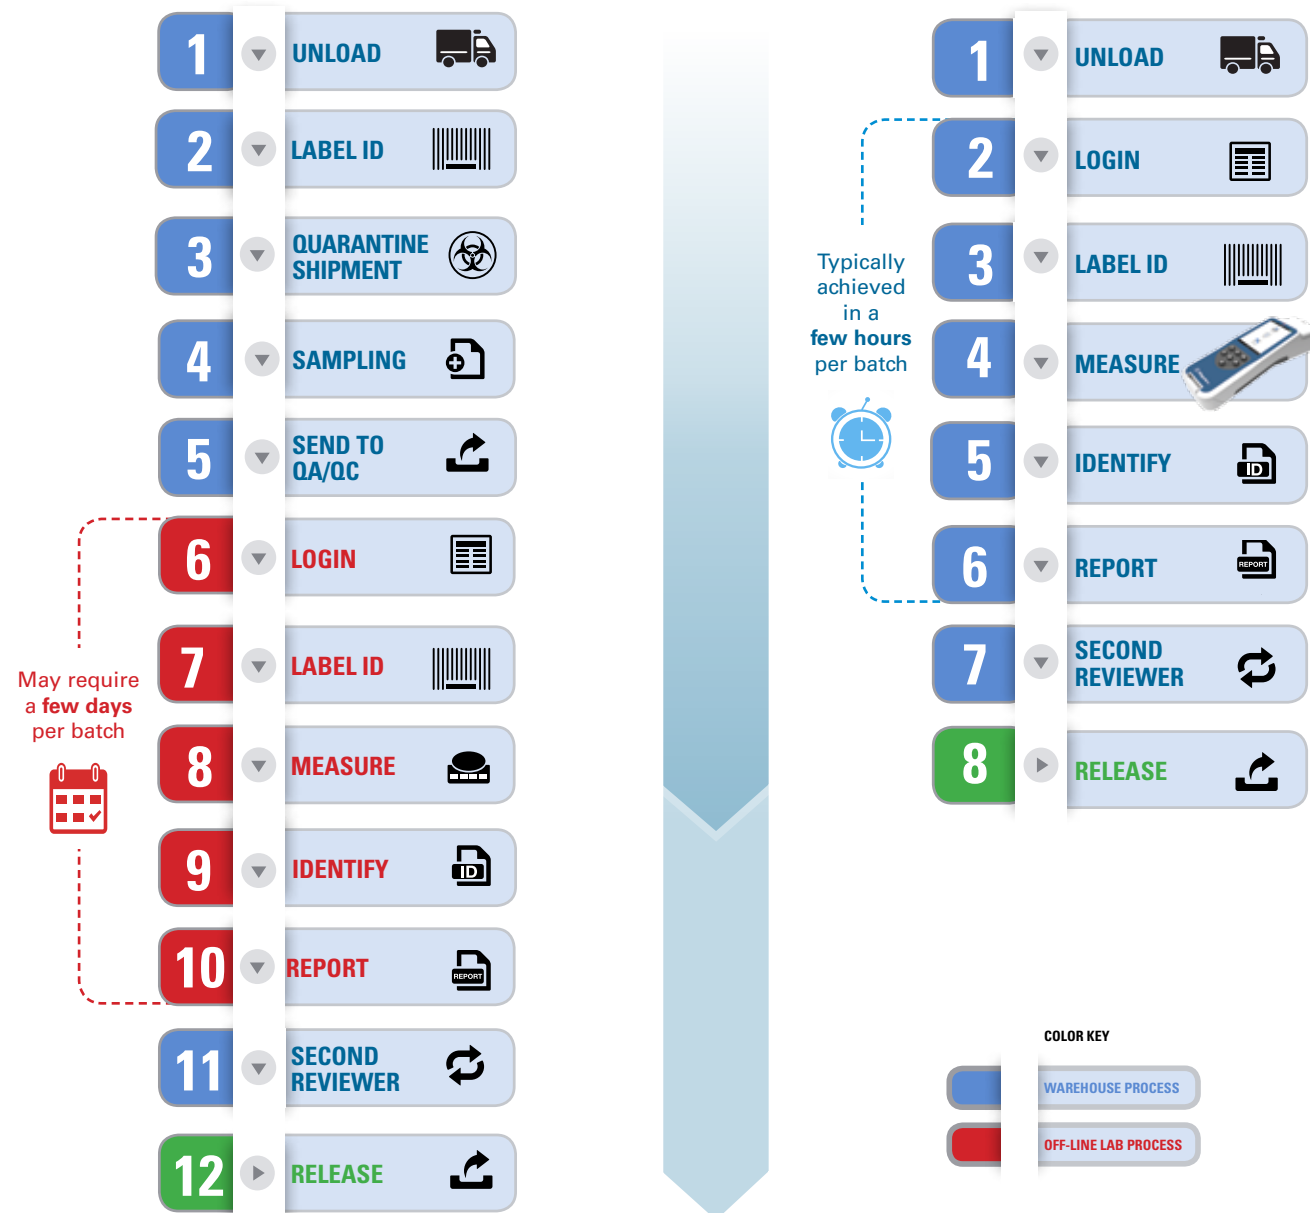 1
UNLOAD
2
LABEL ID
3
QUARANTINE
SHIPMENT
4
SAMPLING
5
SEND TO
QA/QC
6
LOGIN
7
LABEL ID
8
MEASURE
9
IDENTIFY
ID
10
REPORT
REPORT
11
SECOND
REVIEWER
12
RELEASE
May require
a few days
per batch
1
UNLOAD
2
LOGIN
3
LABEL ID
4
MEASURE
5
IDENTIFY
ID
6
REPORT
REPORT
7
SECOND
REVIEWER
8
RELEASE
Typically
achieved
in a
few hours
per batch
COLOR KEY
WAREHOUSE PROCESS
OFF-LINE LAB PROCESS